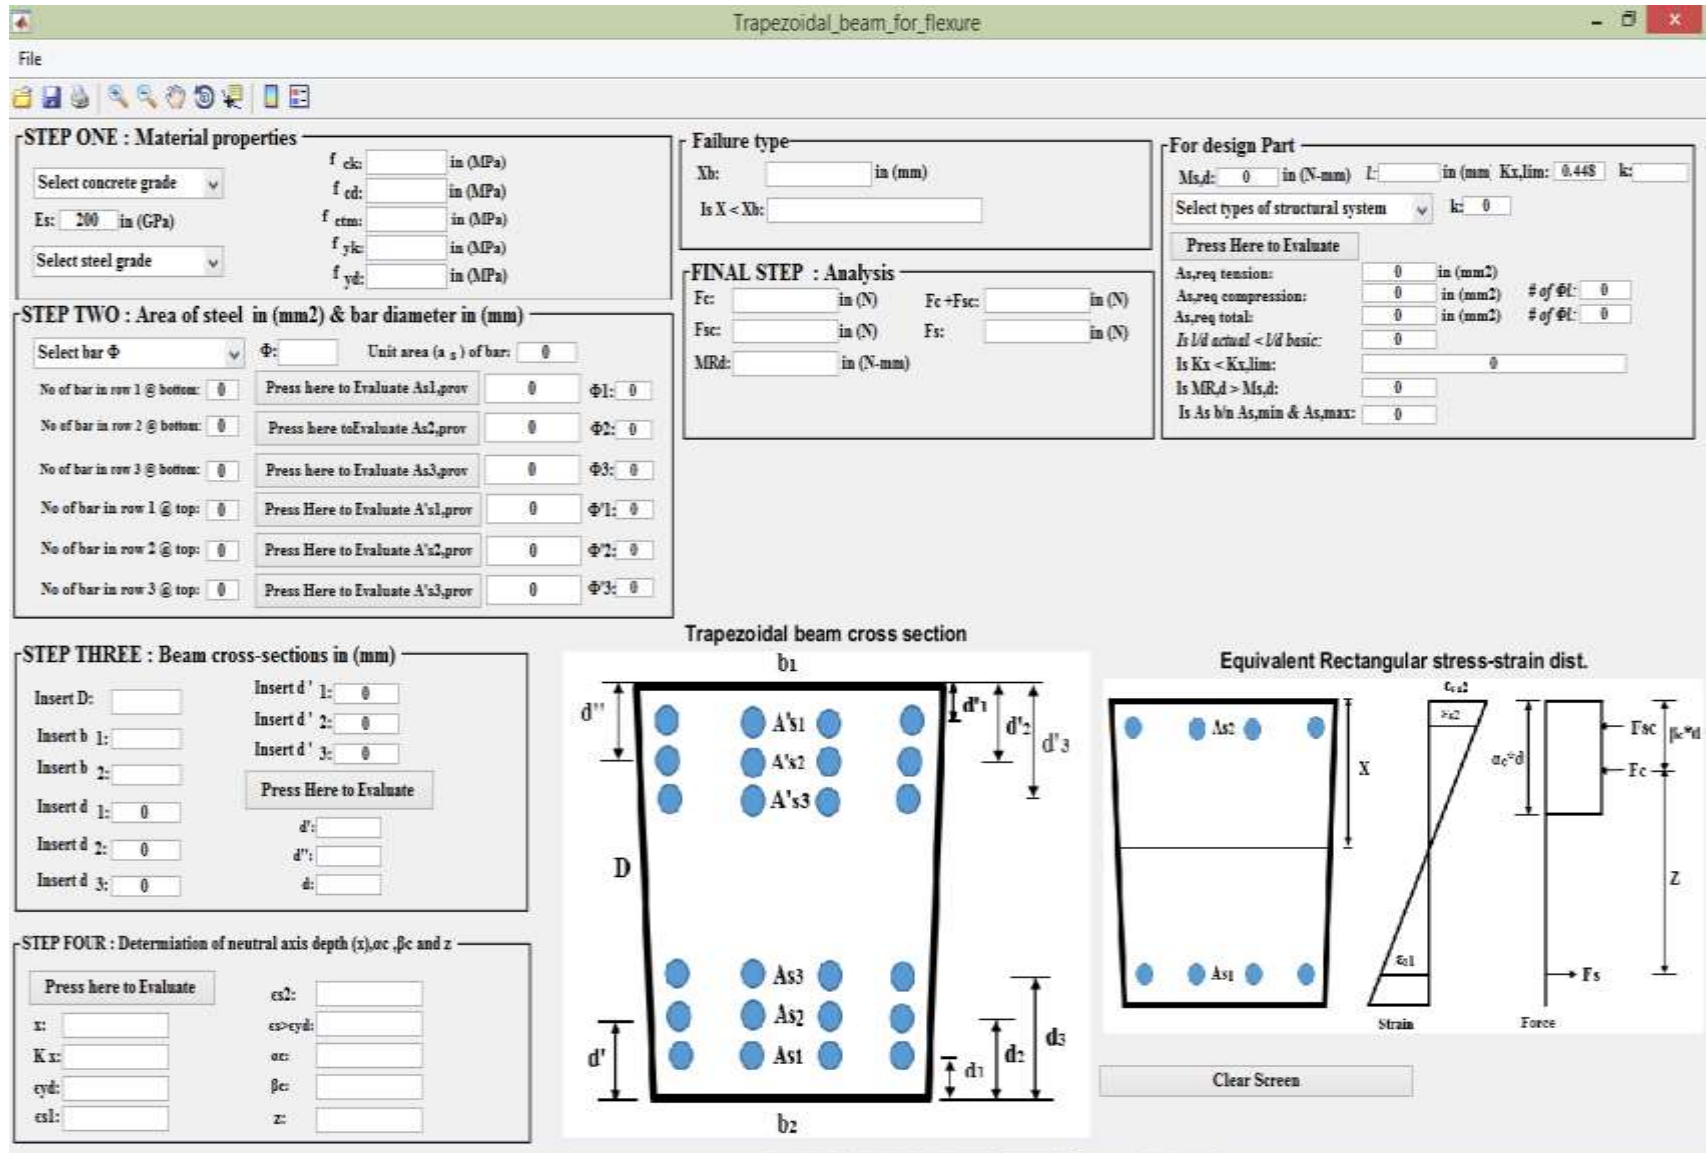 Trapezoidal_beam_for_flexure
File
STEP ONE : Material properties
Select concrete grade
Es: 200 in (GPa)
Select steel grade
f ck: in (MPa)
f cd: in (MPa)
f ctm: in (MPa)
f yk: in (MPa)
f yd: in (MPa)
STEP TWO : Area of steel in (mm2) & bar diameter in (mm)
Select bar Φ Φ: Unit area (a s ) of bar: 0
No of bar in row 1 @ bottom: 0 Press here to Evaluate As1,prov 0 Φ1: 0
No of bar in row 2 @ bottom: 0 Press here toEvaluate As2,prov 0 Φ2: 0
No of bar in row 3 @ bottom: 0 Press here to Evaluate As3,prov 0 Φ3: 0
No of bar in row 1 @ top: 0 Press Here to Evaluate A's1,prov 0 Φ'1: 0
No of bar in row 2 @ top: 0 Press Here to Evaluate A's2,prov 0 Φ'2: 0
No of bar in row 3 @ top: 0 Press Here to Evaluate A's3,prov 0 Φ'3: 0
Failure type
Xb: in (mm)
Is X < Xb:
FINAL STEP : Analysis
Fc: in (N) Fc +Fsc: in (N)
Fsc: in (N) Fs: in (N)
MRd: in (N-mm)
For design Part
Ms,d: 0 in (N-mm) l: in (mm Kx,lim: 0.448 k:
Select types of structural system k: 0
Press Here to Evaluate
As,req tension: 0 in (mm2)
As,req compression: 0 in (mm2) # of Φl: 0
As,req total: 0 in (mm2) # of Φl: 0
Is l/d actual < l/d basic: 0
Is Kx < Kx,lim: 0
Is MR,d > Ms,d: 0
Is As b/n As,min & As,max: 0
STEP THREE : Beam cross-sections in (mm)
Insert D:
Insert b 1:
Insert b 2:
Insert d 1: 0
Insert d 2: 0
Insert d 3: 0
Insert d ' 1: 0
Insert d ' 2: 0
Insert d ' 3: 0
Press Here to Evaluate
d':
d'':
d:
STEP FOUR : Determiation of neutral axis depth (x),αc ,βc and z
Press here to Evaluate
x:
K x:
εyd:
εs1:
εs2:
εs>εyd:
αc:
βc:
z:
Trapezoidal beam cross section
b1
d''
A's1
A's2
A's3
d'1
d'2
d'3
D
As3
As2
As1
d'
d1
d2
d3
b2
Equivalent Rectangular stress-strain dist.
As2
X
As1
εcu2
εs2
εs1
Strain
αc*d
Fsc
βc*d
Fc
Z
Fs
Force
Clear Screen